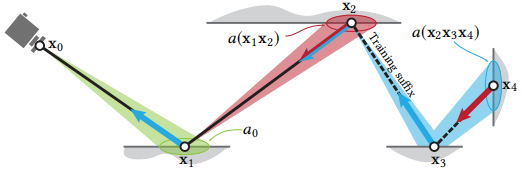 x₂
x₀
a(x₁x₂)
a(x₂x₃x₄)
Training suffix
x₄
a₀
x₁
x₃